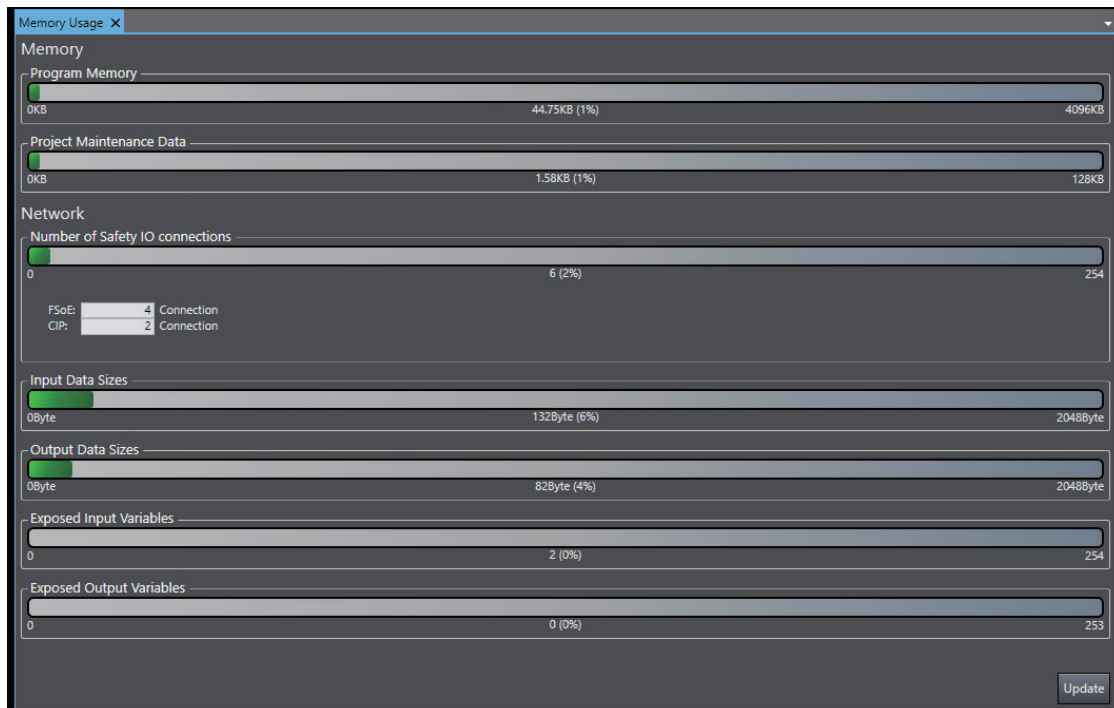 Memory Usage X
Memory
Program Memory
0KB 44.75KB (1%) 4096KB
Project Maintenance Data
0KB 1.58KB (1%) 128KB
Network
Number of Safety IO connections
0 6 (2%) 254
FSoE: 4 Connection
CIP: 2 Connection
Input Data Sizes
0Byte 132Byte (6%) 2048Byte
Output Data Sizes
0Byte 82Byte (4%) 2048Byte
Exposed Input Variables
0 2 (0%) 254
Exposed Output Variables
0 0 (0%) 253
Update